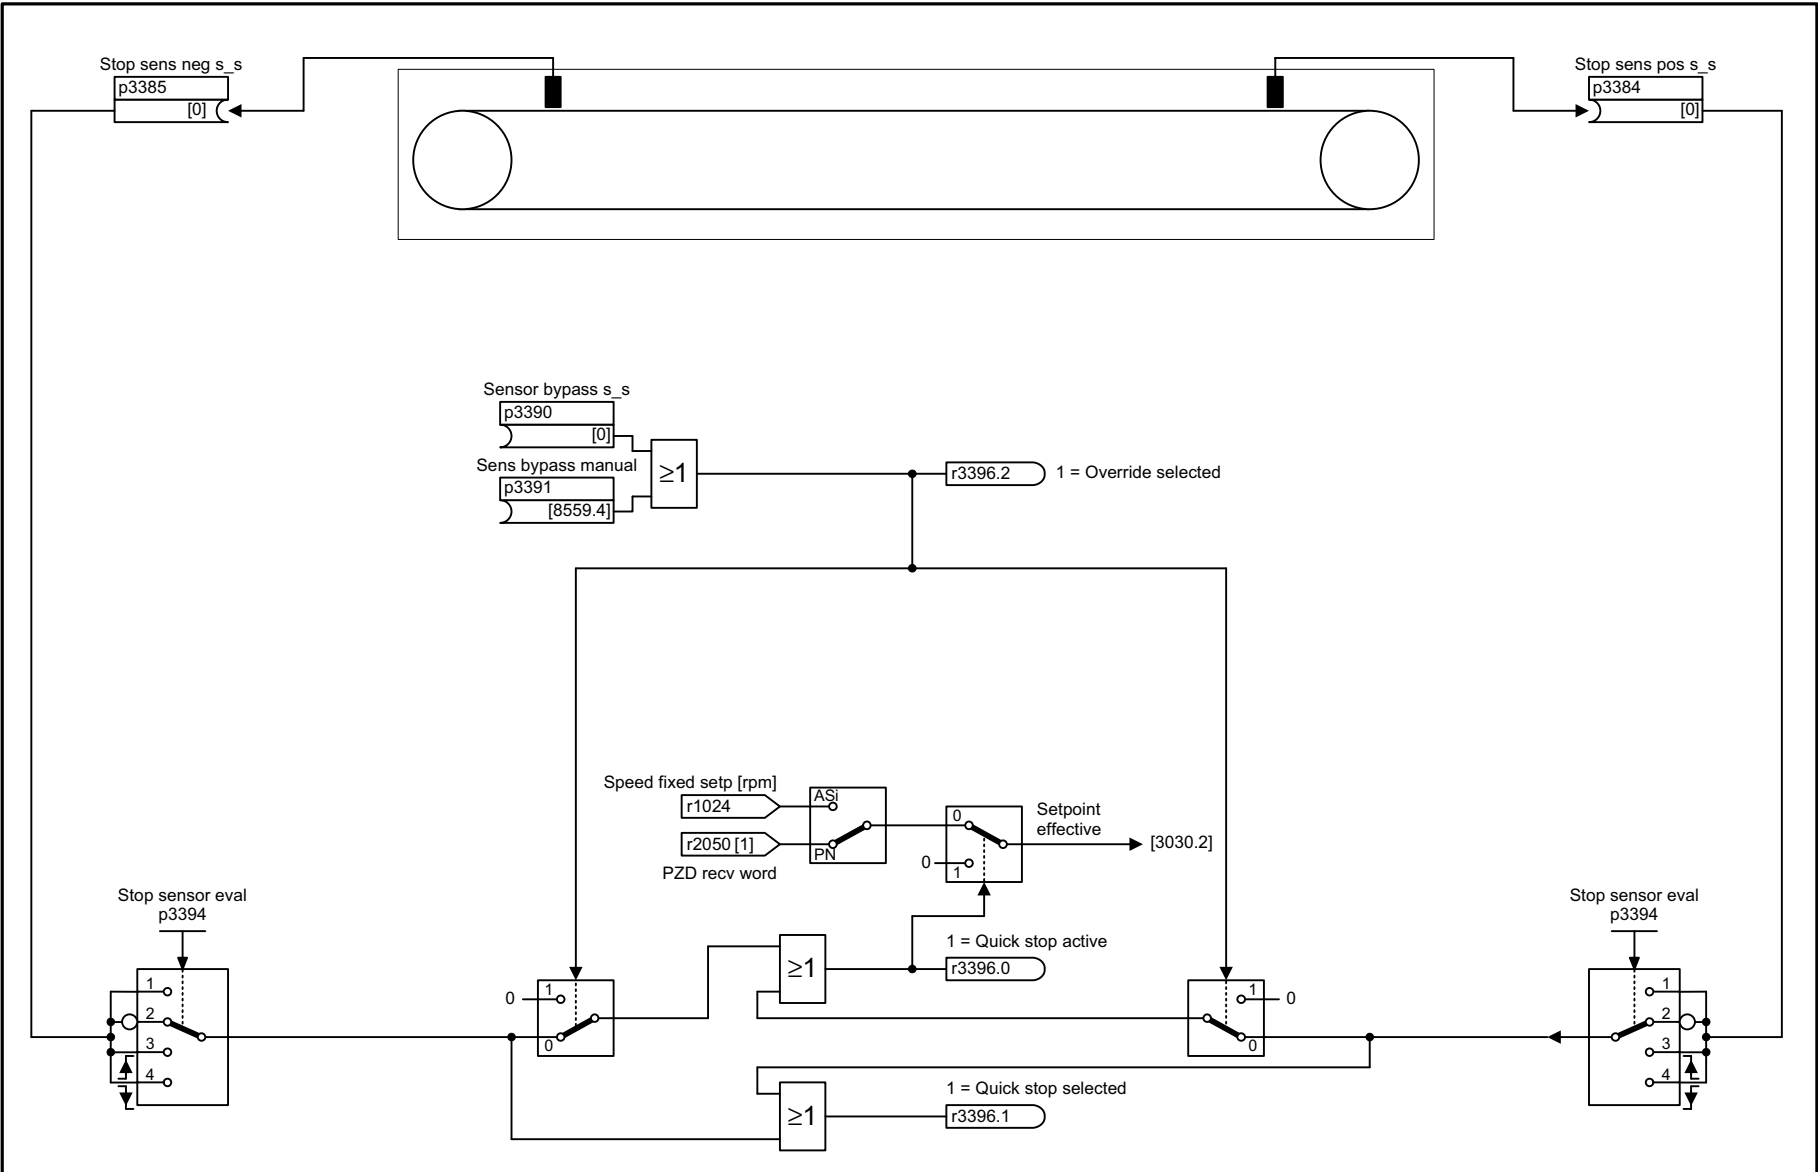 Stop sens neg s_s
p3385
[0]
Stop sens pos s_s
p3384
[0]
Sensor bypass s_s
p3390
[0]
Sens bypass manual
p3391
[8559.4]
≥1
r3396.2
1 = Override selected
Speed fixed setp [rpm]
r1024
r2050 [1]
PZD recv word
ASi
PN
0
0
1
Setpoint
effective
[3030.2]
Stop sensor eval
p3394
1
2
3
4
0
1
0
≥1
1 = Quick stop active
r3396.0
1
0
0
≥1
1 = Quick stop selected
r3396.1
Stop sensor eval
p3394
1
2
3
4